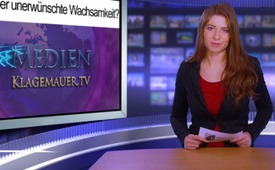 er unerwünschte Wachsamkeit?
MEDIEN
KLAGEMAUER.TV